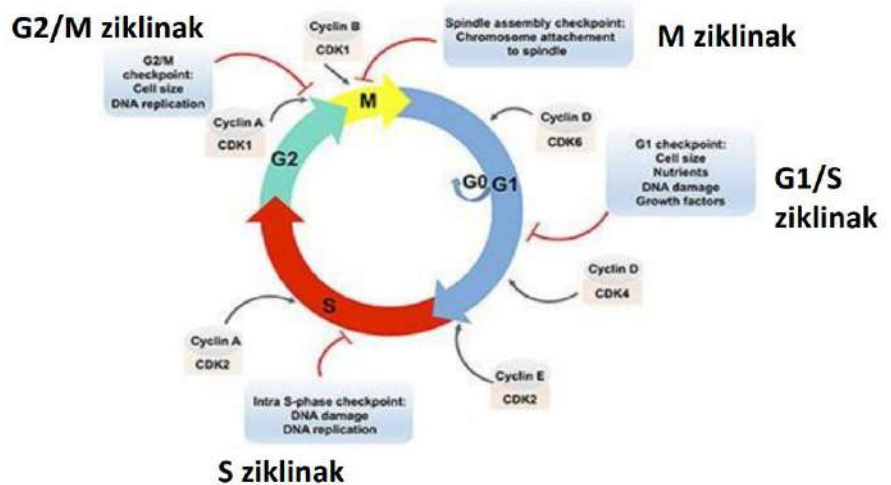 G2/M ziklinak
G2/M
checkpoint:
Cell size
DNA replication
Cyclin B
CDK1
Spindle assembly checkpoint:
Chromosome attachement
to spindle
M ziklinak
Cyclin A
CDK1
M
G2
Cyclin D
CDK6
G0
G1
G1 checkpoint:
Cell size
Nutrients
DNA damage
Growth factors
G1/S
ziklinak
Cyclin D
CDK4
S
Cyclin A
CDK2
Cyclin E
CDK2
Intra S-phase checkpoint:
DNA damage
DNA replication
S ziklinak